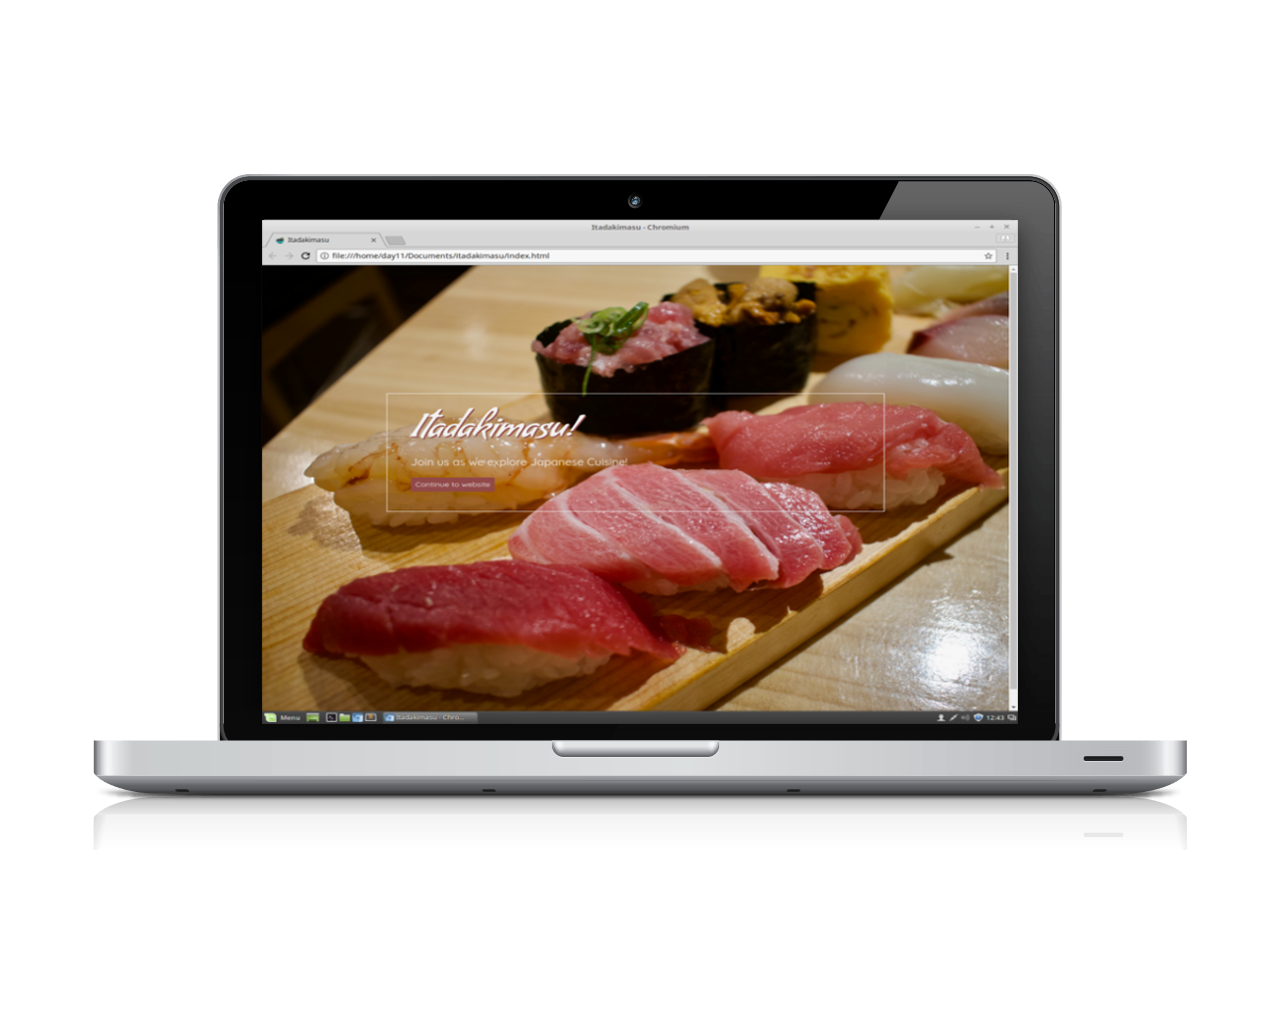 Itadakimasu - Chromium
Itadakimasu
file:///home/day11/Documents/itadakimasu/index.html
Itadakimasu!
Join us as we explore Japanese Cuisine!
Continue to website
Menu
Itadakimasu - Chro...
12:43